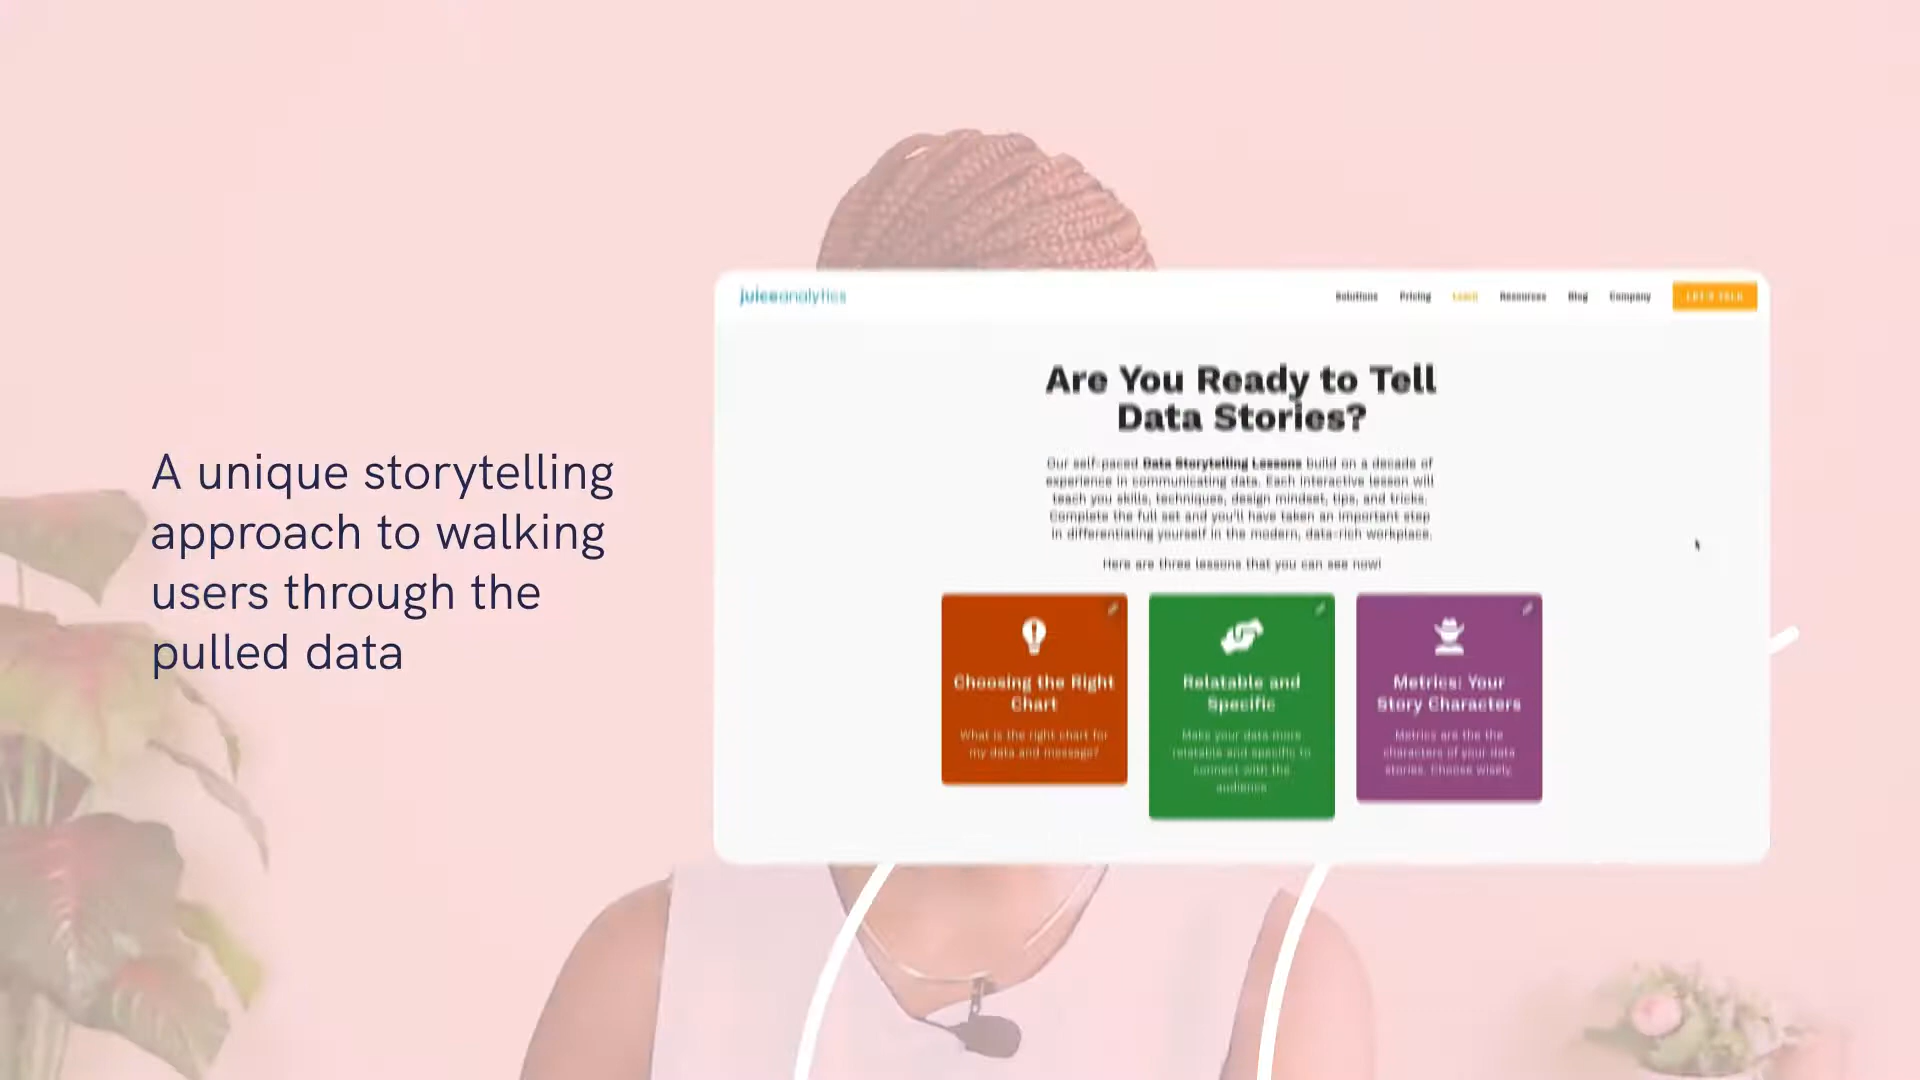 A unique storytelling
approach to walking
users through the
pulled data
juiceanalytics
Solutions Pricing Learn Resources Blog Company LET'S TALK
Are You Ready to Tell
Data Stories?
Our self-paced Data Storytelling Lessons build on a decade of
experience in communicating data. Each interactive lesson will
teach you skills, techniques, design mindset, tips, and tricks.
Complete the full set and you'll have taken an important step
in differentiating yourself in the modern, data-rich workplace.
Here are three lessons that you can see now!
Choosing the Right
Chart
What is the right chart for
my data and message?
Relatable and
Specific
Make your data more
relatable and specific to
connect with the
audience
Metrics: Your
Story Characters
Metrics are the the
characters of your data
stories. Choose wisely.